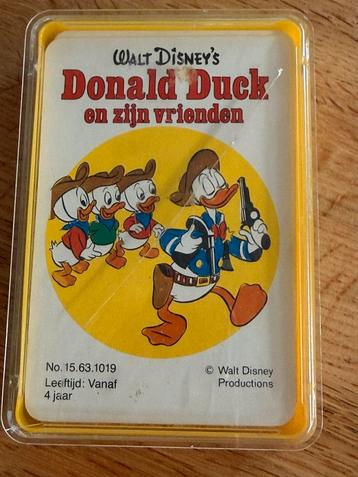 WALT DISNEY'S
Donald Duck
en zijn vrienden
No. 15.63.1019
Leeftijd: Vanaf
4 jaar
© Walt Disney
Productions